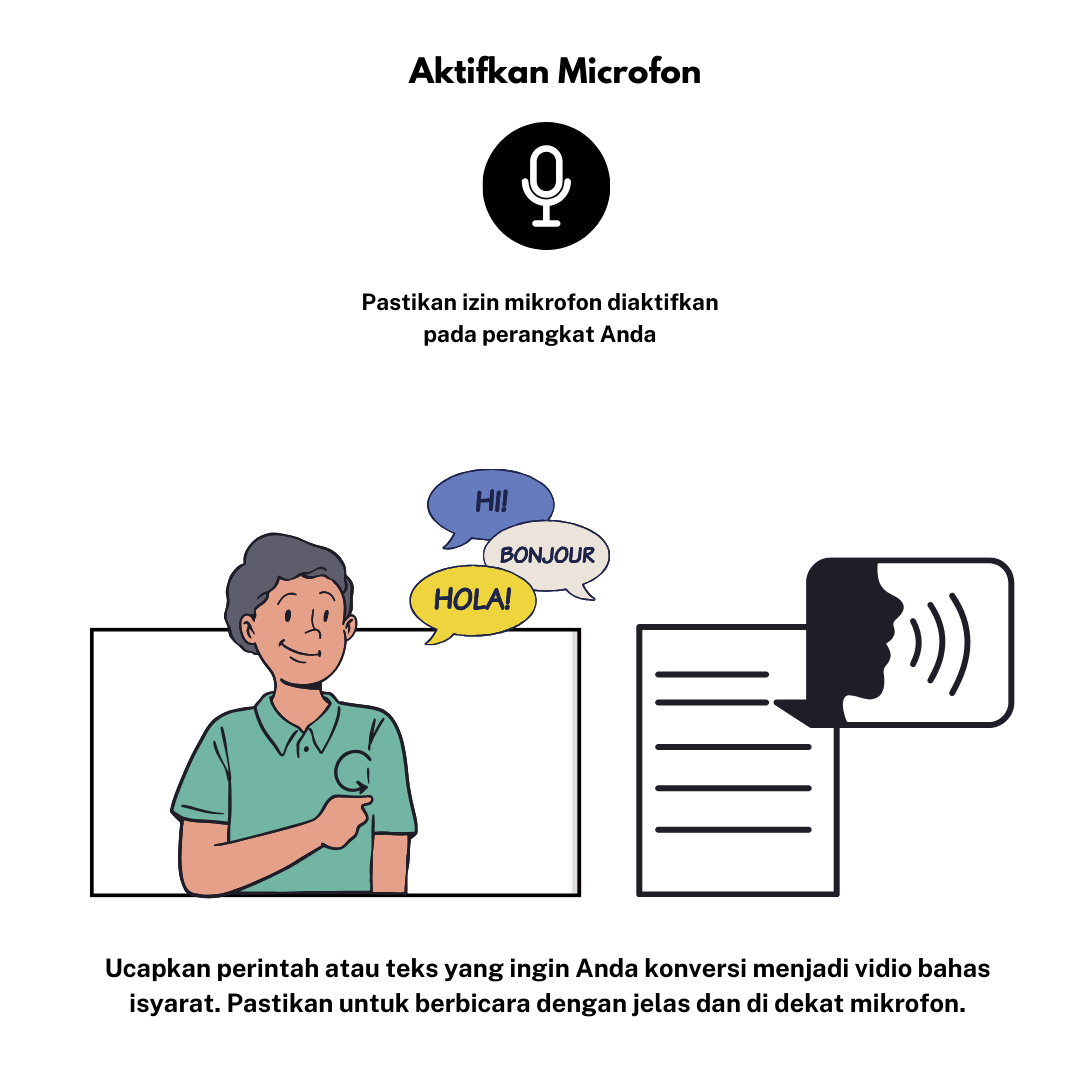 Aktifkan Microfon
Pastikan izin mikrofon diaktifkan
pada perangkat Anda
HI!
BONJOUR
HOLA!
Ucapkan perintah atau teks yang ingin Anda konversi menjadi vidio bahas
isyarat. Pastikan untuk berbicara dengan jelas dan di dekat mikrofon.